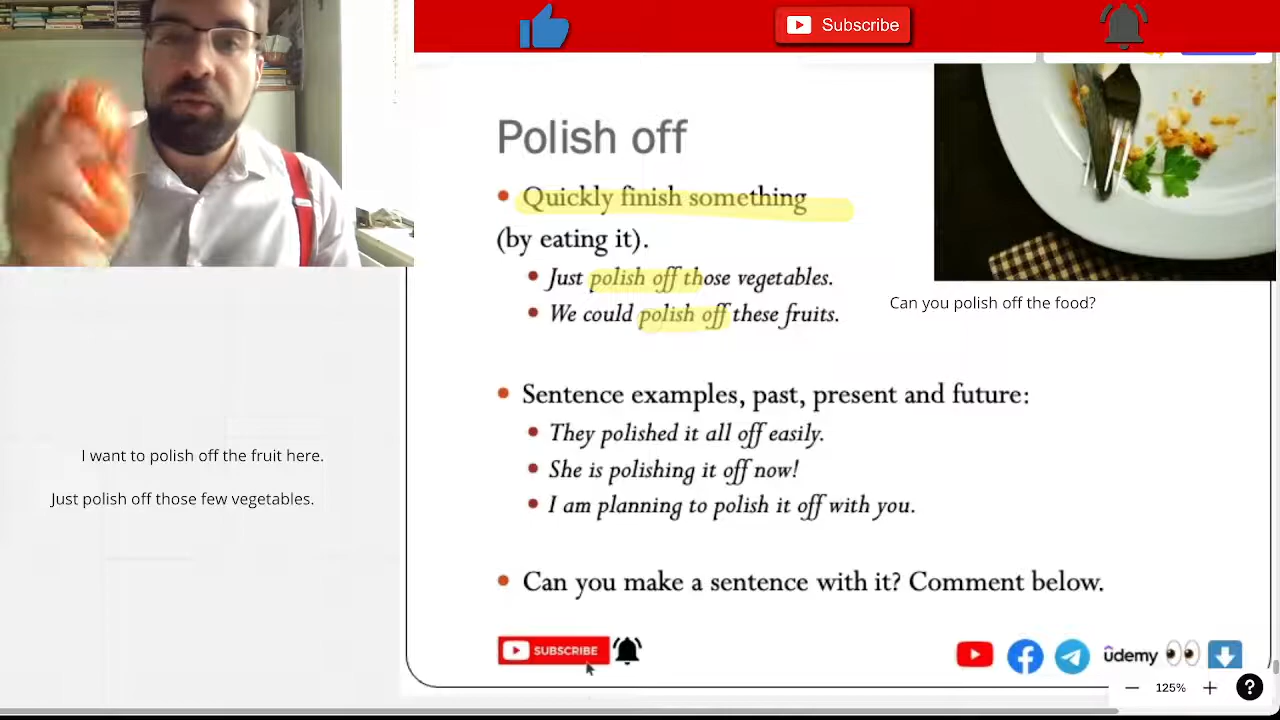 Subscribe
Polish off
Quickly finish something
(by eating it).
Just polish off those vegetables.
We could polish off these fruits.
Can you polish off the food?
Sentence examples, past, present and future:
They polished it all off easily.
She is polishing it off now!
I am planning to polish it off with you.
I want to polish off the fruit here.
Just polish off those few vegetables.
Can you make a sentence with it? Comment below.
SUBSCRIBE
ûdemy
125%
?